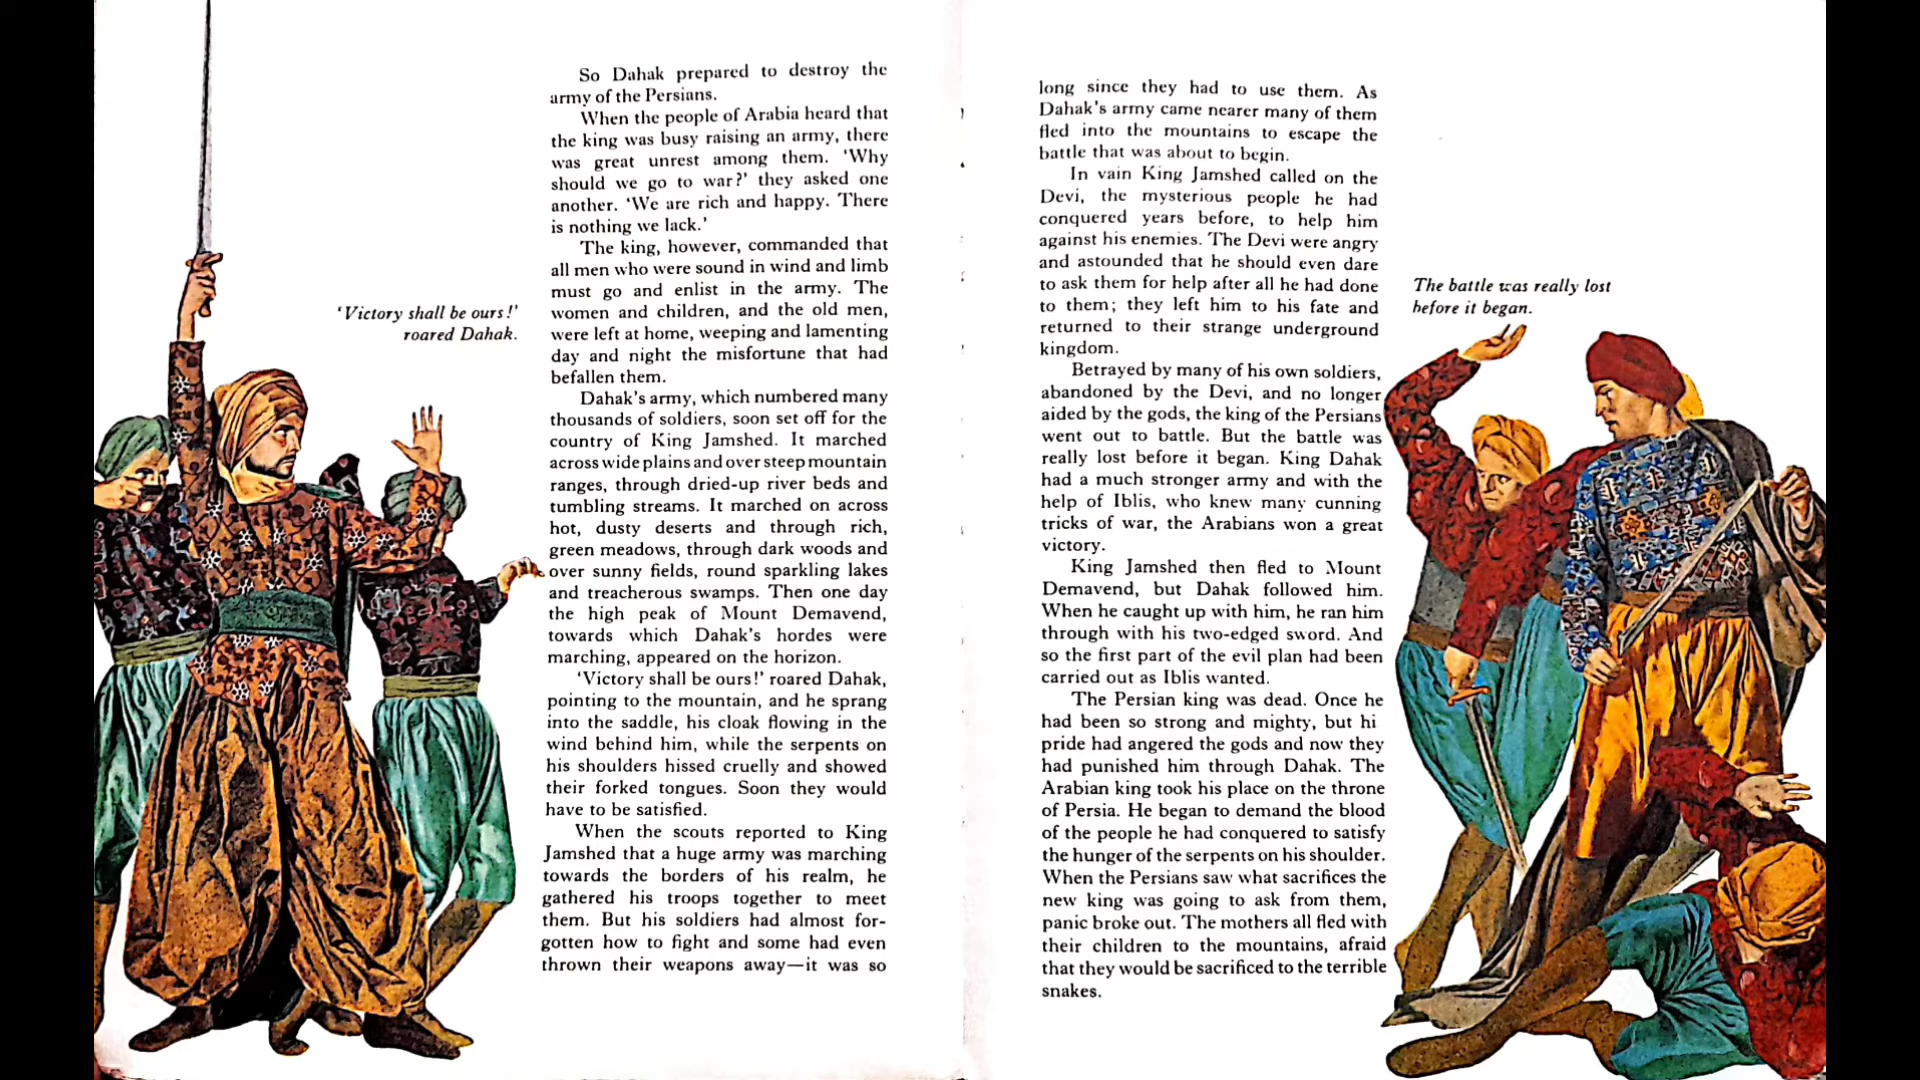 So Dahak prepared to destroy the
army of the Persians.
When the people of Arabia heard that
the king was busy raising an army, there
was great unrest among them. 'Why
should we go to war?' they asked one
another. 'We are rich and happy. There
is nothing we lack.'
The king, however, commanded that
all men who were sound in wind and limb
must go and enlist in the army. The
women and children, and the old men,
were left at home, weeping and lamenting
day and night the misfortune that had
befallen them.
Dahak's army, which numbered many
thousands of soldiers, soon set off for the
country of King Jamshed. It marched
across wide plains and over steep mountain
ranges, through dried-up river beds and
tumbling streams. It marched on across
hot, dusty deserts and through rich,
green meadows, through dark woods and
over sunny fields, round sparkling lakes
and treacherous swamps. Then one day
the high peak of Mount Demavend,
towards which Dahak's hordes were
marching, appeared on the horizon.
'Victory shall be ours!' roared Dahak,
pointing to the mountain, and he sprang
into the saddle, his cloak flowing in the
wind behind him, while the serpents on
his shoulders hissed cruelly and showed
their forked tongues. Soon they would
have to be satisfied.
When the scouts reported to King
Jamshed that a huge army was marching
towards the borders of his realm, he
gathered his troops together to meet
them. But his soldiers had almost for-
gotten how to fight and some had even
thrown their weapons away—it was so
'Victory shall be ours!'
roared Dahak.
long since they had to use them. As
Dahak's army came nearer many of them
fled into the mountains to escape the
battle that was about to begin.
In vain King Jamshed called on the
Devi, the mysterious people he had
conquered years before, to help him
against his enemies. The Devi were angry
and astounded that he should even dare
to ask them for help after all he had done
to them; they left him to his fate and
returned to their strange underground
kingdom.
Betrayed by many of his own soldiers,
abandoned by the Devi, and no longer
aided by the gods, the king of the Persians
went out to battle. But the battle was
really lost before it began. King Dahak
had a much stronger army and with the
help of Iblis, who knew many cunning
tricks of war, the Arabians won a great
victory.
King Jamshed then fled to Mount
Demavend, but Dahak followed him.
When he caught up with him, he ran him
through with his two-edged sword. And
so the first part of the evil plan had been
carried out as Iblis wanted.
The Persian king was dead. Once he
had been so strong and mighty, but hi
pride had angered the gods and now they
had punished him through Dahak. The
Arabian king took his place on the throne
of Persia. He began to demand the blood
of the people he had conquered to satisfy
the hunger of the serpents on his shoulder.
When the Persians saw what sacrifices the
new king was going to ask from them,
panic broke out. The mothers all fled with
their children to the mountains, afraid
that they would be sacrificed to the terrible
snakes.
The battle was really lost
before it began.